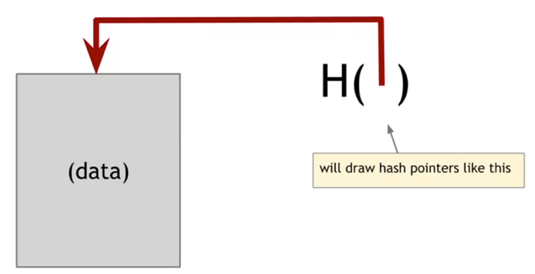 H( )
(data)
will draw hash pointers like this